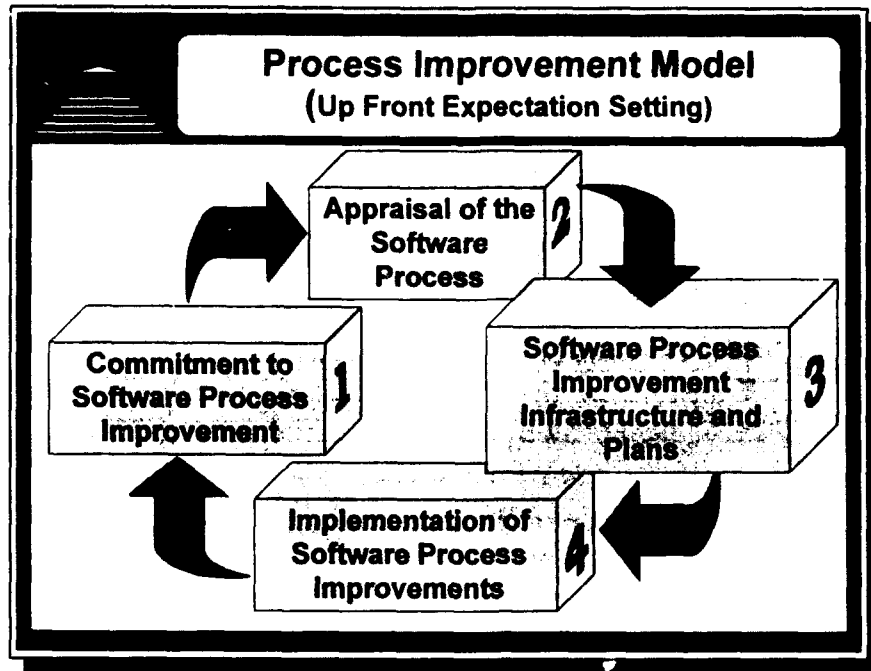 Process Improvement Model
(Up Front Expectation Setting)
Appraisal of the
Software
Process
2
Commitment to
Software Process
Improvement
1
Software Process
Improvement
Infrastructure and
Plans
3
Implementation of
Software Process
Improvements
4